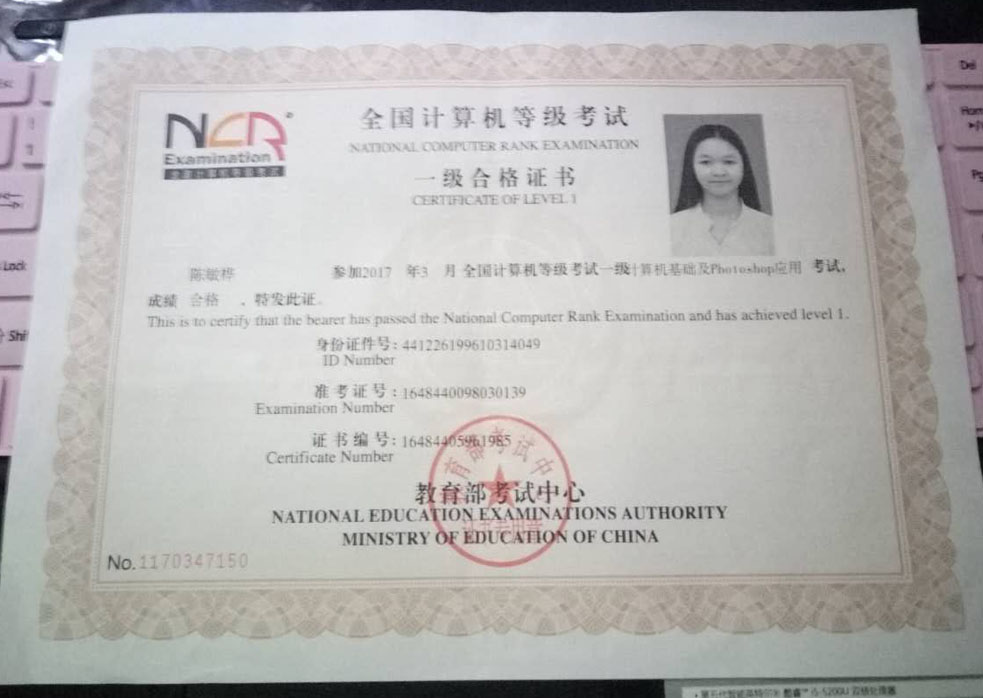 NCR
Examination
全国计算机等级考试
全国计算机等级考试
NATIONAL COMPUTER RANK EXAMINATION
一级合格证书
CERTIFICATE OF LEVEL 1
陈敏桦 参加2017 年3 月 全国计算机等级考试一级计算机基础及Photoshop应用 考试,
成绩 合格 ,特发此证。
This is to certify that the bearer has passed the National Computer Rank Examination and has achieved level 1.
身份证件号: 441226199610314049
ID Number
准考证号: 1648440098030139
Examination Number
证书编号: 16484405961985
Certificate Number
教育部考试中心
NATIONAL EDUCATION EXAMINATIONS AUTHORITY
MINISTRY OF EDUCATION OF CHINA
No. 1170347150
Del
Lock
Shi